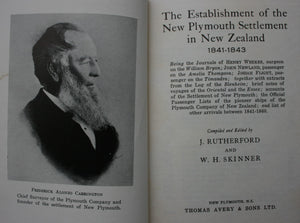 FREDERIC ALONZO CARRINGTON
Chief Surveyor of the Plymouth Company and
founder of the settlement of New Plymouth.
The Establishment of the
New Plymouth Settlement
in New Zealand
1841-1843
Being the Journals of HENRY WEEKES, surgeon
on the William Bryan; JOHN NEWLAND, passenger
on the Amelia Thompson; JOSIAH FLIGHT, pas-
senger on the Timandra; together with extracts
from the Log of the Essex; brief notes of
voyages of the Oriental and the Essex; accounts
of the Settlement of New Plymouth; the Official
Passenger Lists of the pioneer ships of the
Plymouth Company of New Zealand; and list of
other arrivals between 1841-1843.
Compiled and Edited by
J. RUTHERFORD
and
W. H. SKINNER
NEW PLYMOUTH, N.Z.
THOMAS AVERY & SONS LTD.